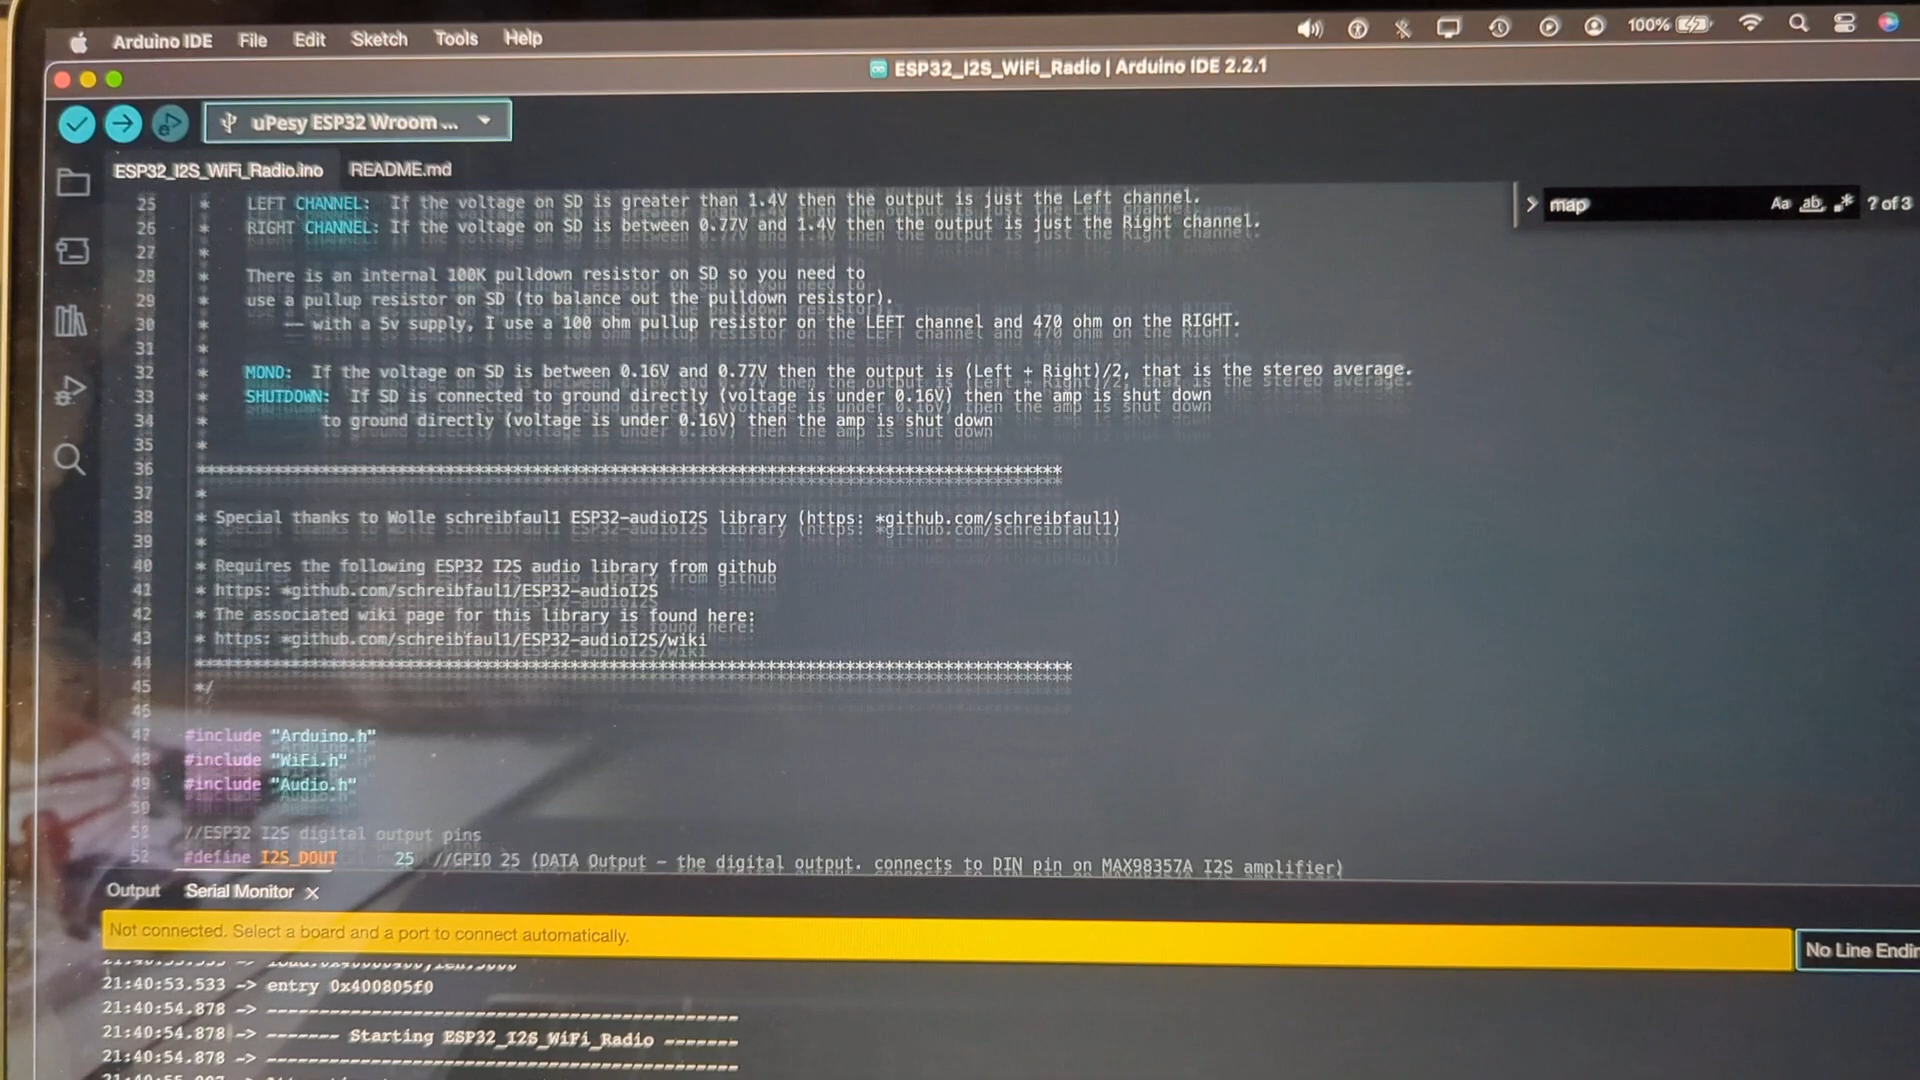 Arduino IDE File Edit Sketch Tools Help 100%
ESP32_I2S_WiFi_Radio | Arduino IDE 2.2.1
uPesy ESP32 Wroom ...
ESP32_I2S_WiFi_Radio.ino README.md
map Aa ab .* ? of 3
25 * LEFT CHANNEL: If the voltage on SD is greater than 1.4V then the output is just the Left channel.
26 * RIGHT CHANNEL: If the voltage on SD is between 0.77V and 1.4V then the output is just the Right channel.
27 *
28 * There is an internal 100K pulldown resistor on SD so you need to
29 * use a pullup resistor on SD (to balance out the pulldown resistor).
30 * -- with a 5v supply, I use a 100 ohm pullup resistor on the LEFT channel and 470 ohm on the RIGHT.
31 *
32 * MONO: If the voltage on SD is between 0.16V and 0.77V then the output is (Left + Right)/2, that is the stereo average.
33 * SHUTDOWN: If SD is connected to ground directly (voltage is under 0.16V) then the amp is shut down
34 * to ground directly (voltage is under 0.16V) then the amp is shut down
35 *
36
37 *
38 * Special thanks to Wolle schreibfaul1 ESP32-audioI2S library (https: *github.com/schreibfaul1)
39 *
40 * Requires the following ESP32 I2S audio library from github
41 * https: *github.com/schreibfaul1/ESP32-audioI2S
42 * The associated wiki page for this library is found here:
43 * https: *github.com/schreibfaul1/ESP32-audioI2S/wiki
44
45 */
46
47 #include "Arduino.h"
48 #include "WiFi.h"
49 #include "Audio.h"
50
51 //ESP32 I2S digital output pins
52 #define I2S_DOUT 25 //GPIO 25 (DATA Output - the digital output. connects to DIN pin on MAX98357A I2S amplifier)
Output Serial Monitor X
Not connected. Select a board and a port to connect automatically.
No Line Endin
21:40:53.533 -> entry 0x400805f0
21:40:54.878 -> ----------------------------------------------
21:40:54.878 -> ------- Starting ESP32_I2S_WiFi_Radio -------
21:40:54.878 -> ----------------------------------------------